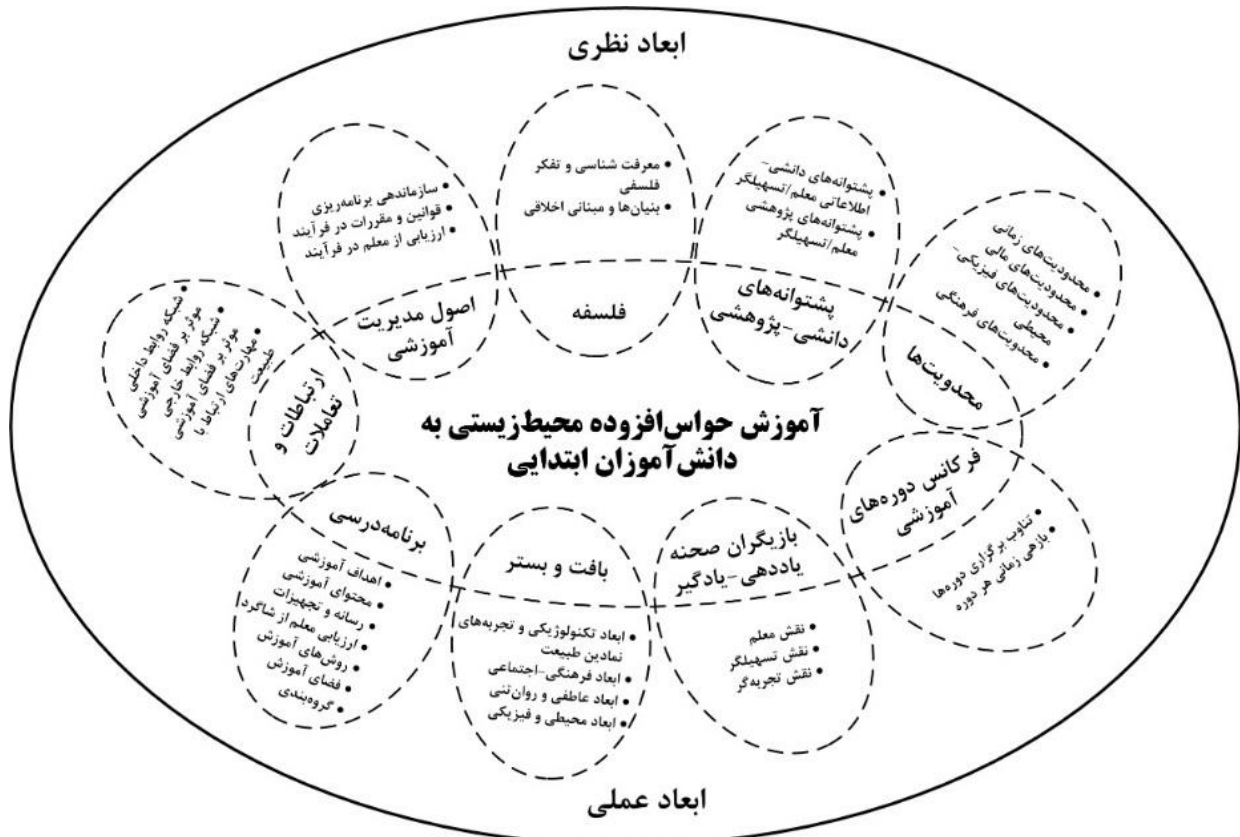 ابعاد نظری
• معرفت شناسی و تفکر
فلسفی
• بنیان‌ها و مبنانی اخلاقی
فلسفه
• پشتوانه‌های دانشی-
اطلاعاتی معلم/تسهیلگر
• پشتوانه‌های پژوهشی
معلم/تسهیلگر
پشتوانه‌های
دانشی-پژوهشی
• محدودیت‌های زمانی
• محدودیت‌های مالی
• محدودیت‌های فیزیکی-
محیطی
• محدودیت‌های فرهنگی
محدودیت‌ها
• سازماندهی برنامه‌ریزی
• قوانین و مقررات در فرآیند
• ارزیابی از معلم در فرآیند
اصول مدیریت
آموزشی
• شبکه روابط داخلی
موثر بر فضای آموزشی
• شبکه روابط خارجی
موثر بر فضای آموزشی
• مهارت‌های ارتباط با
طبیعت
ارتباطات و
تعاملات
آموزش حواس‌افزوده محیط‌زیستی به
دانش‌آموزان ابتدایی
فرکانس دوره‌های
آموزشی
• تناوب برگزاری دوره‌ها
• بازه‌ی زمانی هر دوره
بازیگران صحنه
یاددهی-یادگیر
• نقش معلم
• نقش تسهیلگر
• نقش تجربه‌گر
بافت و بستر
• ابعاد تکنولوژیکی و تجربه‌های
نمادین طبیعت
• ابعاد فرهنگی-اجتماعی
• ابعاد عاطفی و روان‌تنی
• ابعاد محیطی و فیزیکی
برنامه‌درسی
• اهداف آموزشی
• محتوای آموزشی
• رسانه و تجهیزات
• ارزیابی معلم از شاگرد
• روش‌های آموزش
• فضای آموزش
• گروه‌بندی
ابعاد عملی